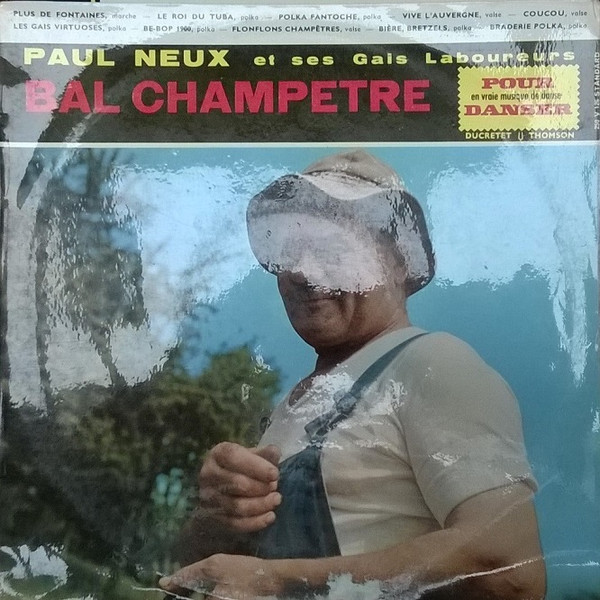 PLUS DE FONTAINES, marche — LE ROI DU TUBA, polka — POLKA FANTOCHE, polka — VIVE L'AUVERGNE, valse — COUCOU, valse
LES GAIS VIRTUOSES, polka — BE-BOP 1900, polka — FLONFLONS CHAMPÊTRES, valse — BIÈRE, BRETZELS, polka — BRADERIE POLKA, polka
PAUL NEUX et ses Gais Laboureurs
BAL CHAMPETRE
POUR
en vraie musique de danse
DANSER
DUCRETET THOMSON
STANDARD